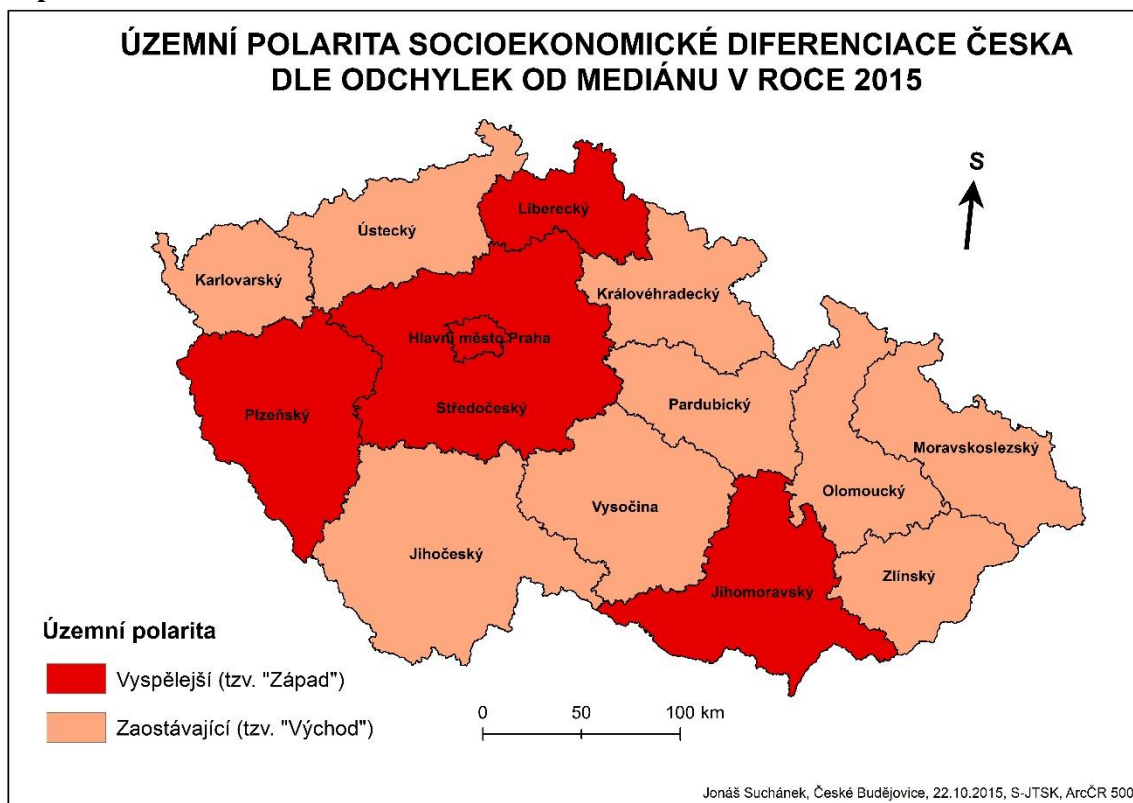 ÚZEMNÍ POLARITA SOCIOEKONOMICKÉ DIFERENCIACE ČESKA
DLE ODCHYLEK OD MEDIÁNU V ROCE 2015
S
Liberecký
Ústecký
Karlovarský
Královéhradecký
Hlavní město Praha
Plzeňský
Středočeský
Pardubický
Moravskoslezský
Olomoucký
Vysočina
Jihočeský
Zlínský
Jihomoravský
Územní polarita
Vyspělejší (tzv. "Západ")
Zaostávající (tzv. "Východ")
0 50 100 km
Jonáš Suchánek, České Budějovice, 22.10.2015, S-JTSK, ArcČR 500